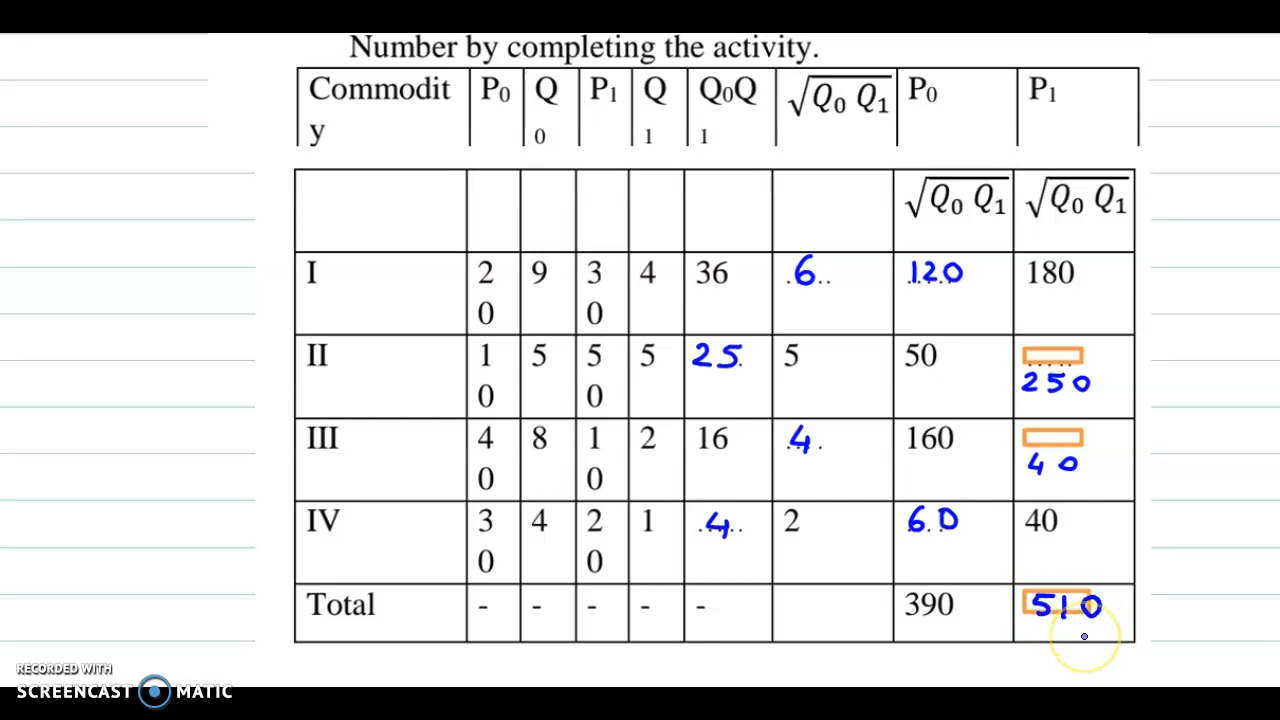 Number by completing the activity.
Commodit P₀ Q P₁ Q Q₀Q √Q₀ Q₁ P₀ P₁
y 0 1 1
√Q₀ Q₁ √Q₀ Q₁
I 2 9 3 4 36 .6.. 120 180
0 0
II 1 5 5 5 25. 5 50 .....
0 0 250
III 4 8 1 2 16 4. 160
0 0 40
IV 3 4 2 1 .4.. 2 60 40
0 0
Total - - - - - 390 510
RECORDED WITH
SCREENCAST MATIC